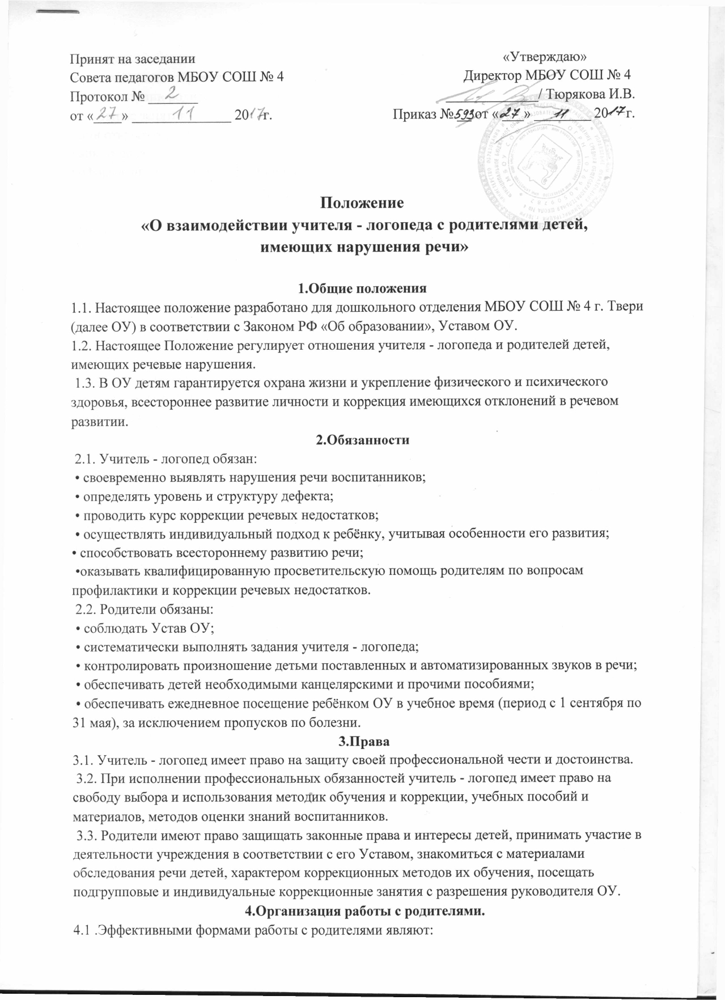 Принят на заседании
Совета педагогов МБОУ СОШ № 4
Протокол № 2
от «27» 11 2017г.
«Утверждаю»
Директор МБОУ СОШ № 4
/ Тюрякова И.В.
Приказ № 593 от «27» 11 2017г.
Положение
«О взаимодействии учителя - логопеда с родителями детей,
имеющих нарушения речи»
1.Общие положения
1.1. Настоящее положение разработано для дошкольного отделения МБОУ СОШ № 4 г. Твери
(далее ОУ) в соответствии с Законом РФ «Об образовании», Уставом ОУ.
1.2. Настоящее Положение регулирует отношения учителя - логопеда и родителей детей,
имеющих речевые нарушения.
1.3. В ОУ детям гарантируется охрана жизни и укрепление физического и психического
здоровья, всестороннее развитие личности и коррекция имеющихся отклонений в речевом
развитии.
2.Обязанности
2.1. Учитель - логопед обязан:
• своевременно выявлять нарушения речи воспитанников;
• определять уровень и структуру дефекта;
• проводить курс коррекции речевых недостатков;
• осуществлять индивидуальный подход к ребёнку, учитывая особенности его развития;
• способствовать всестороннему развитию речи;
•оказывать квалифицированную просветительскую помощь родителям по вопросам
профилактики и коррекции речевых недостатков.
2.2. Родители обязаны:
• соблюдать Устав ОУ;
• систематически выполнять задания учителя - логопеда;
• контролировать произношение детьми поставленных и автоматизированных звуков в речи;
• обеспечивать детей необходимыми канцелярскими и прочими пособиями;
• обеспечивать ежедневное посещение ребёнком ОУ в учебное время (период с 1 сентября по
31 мая), за исключением пропусков по болезни.
3.Права
3.1. Учитель - логопед имеет право на защиту своей профессиональной чести и достоинства.
3.2. При исполнении профессиональных обязанностей учитель - логопед имеет право на
свободу выбора и использования методик обучения и коррекции, учебных пособий и
материалов, методов оценки знаний воспитанников.
3.3. Родители имеют право защищать законные права и интересы детей, принимать участие в
деятельности учреждения в соответствии с его Уставом, знакомиться с материалами
обследования речи детей, характером коррекционных методов их обучения, посещать
подгрупповые и индивидуальные коррекционные занятия с разрешения руководителя ОУ.
4.Организация работы с родителями.
4.1 .Эффективными формами работы с родителями являют: